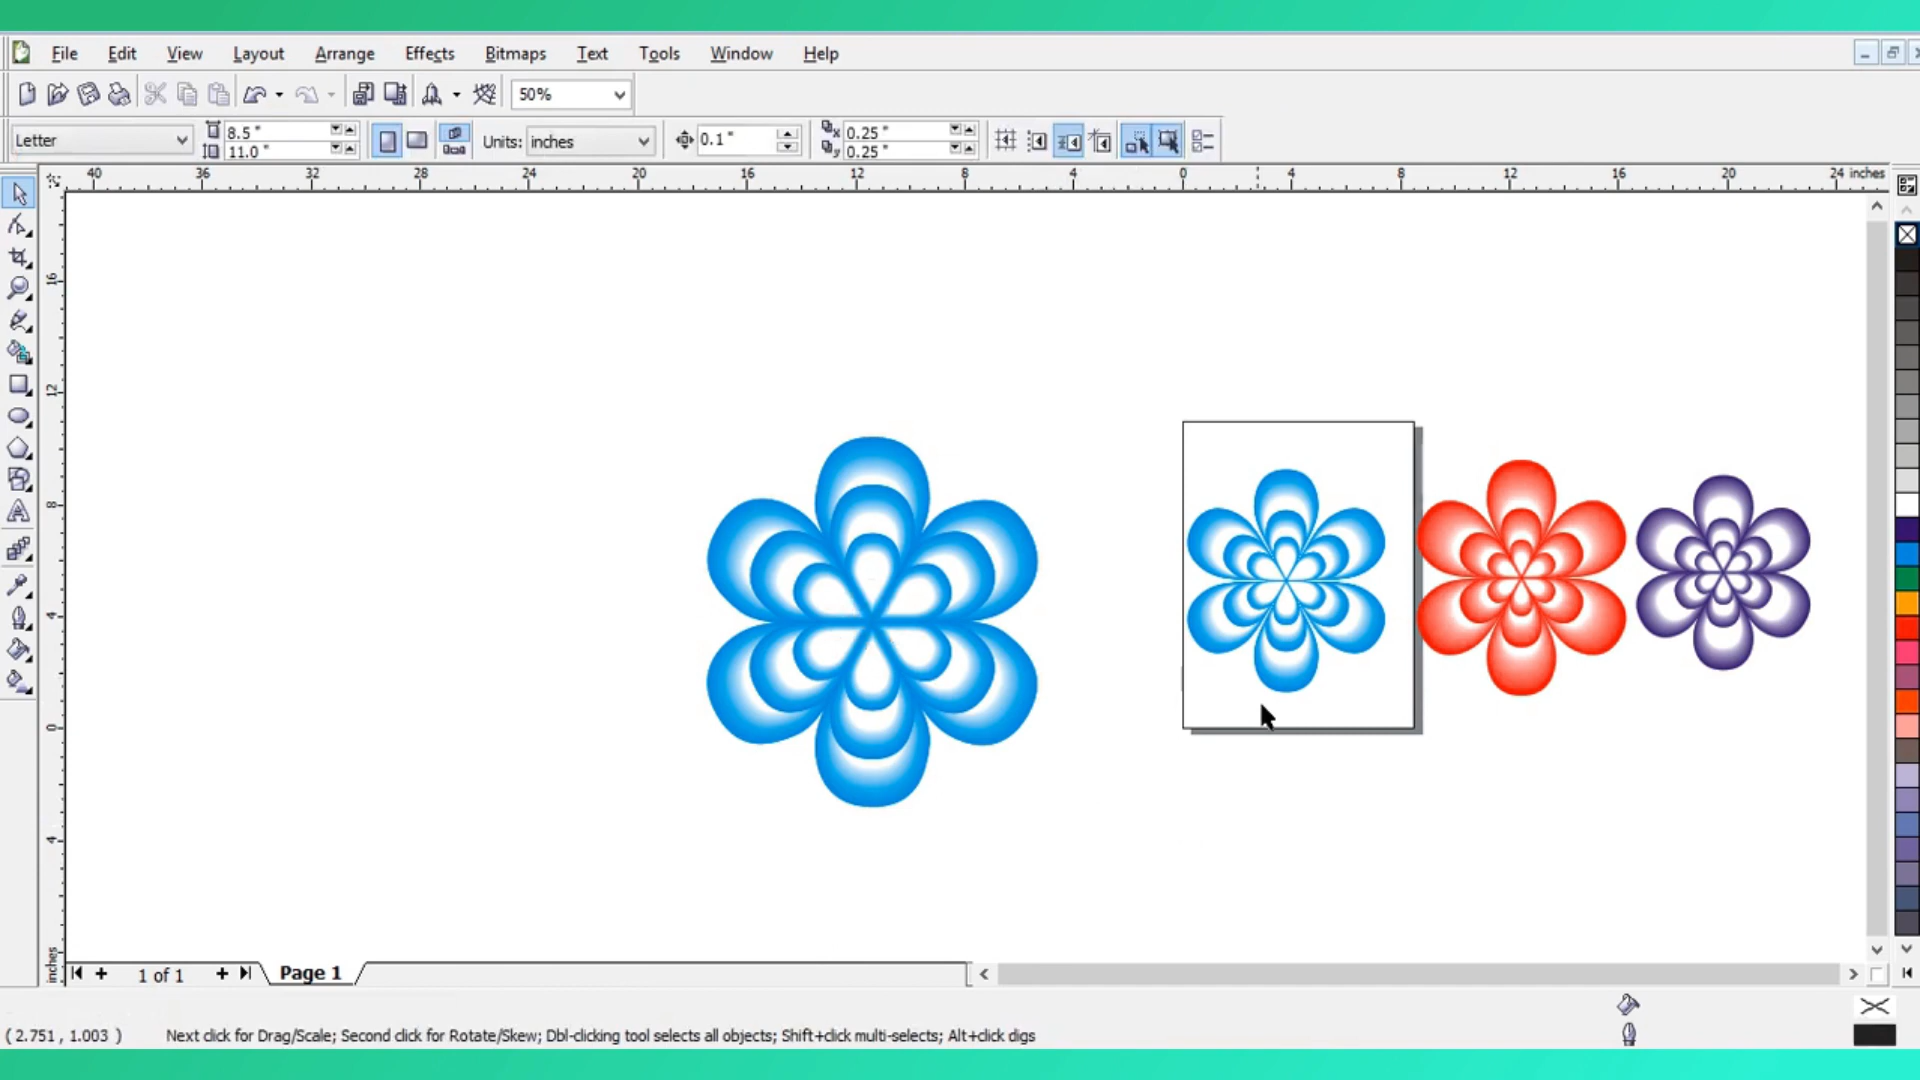 File Edit View Layout Arrange Effects Bitmaps Text Tools Window Help
50%
Letter 8.5 " 11.0 " Units: inches 0.1 " 0.25 " 0.25 "
40 36 32 28 24 20 16 12 8 4 0 4 8 12 16 20 24 inches
16
12
8
4
0
4
inches
1 of 1 Page 1
( 2.751 , 1.003 ) Next click for Drag/Scale; Second click for Rotate/Skew; Dbl-clicking tool selects all objects; Shift+click multi-selects; Alt+click digs